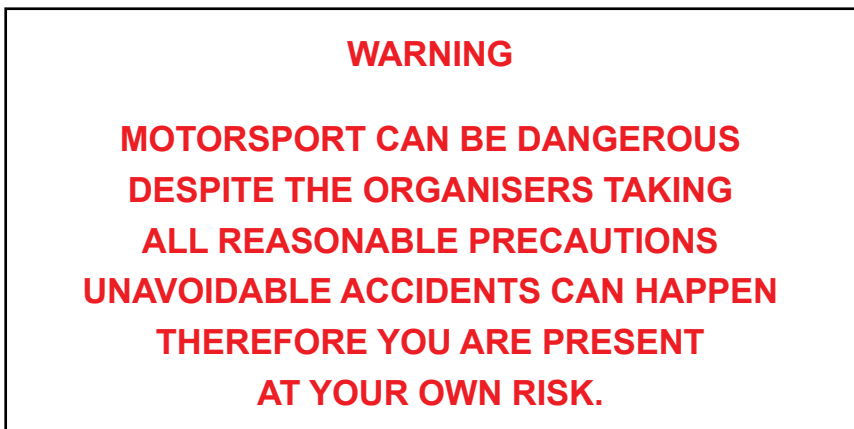 WARNING
MOTORSPORT CAN BE DANGEROUS
DESPITE THE ORGANISERS TAKING
ALL REASONABLE PRECAUTIONS
UNAVOIDABLE ACCIDENTS CAN HAPPEN
THEREFORE YOU ARE PRESENT
AT YOUR OWN RISK.